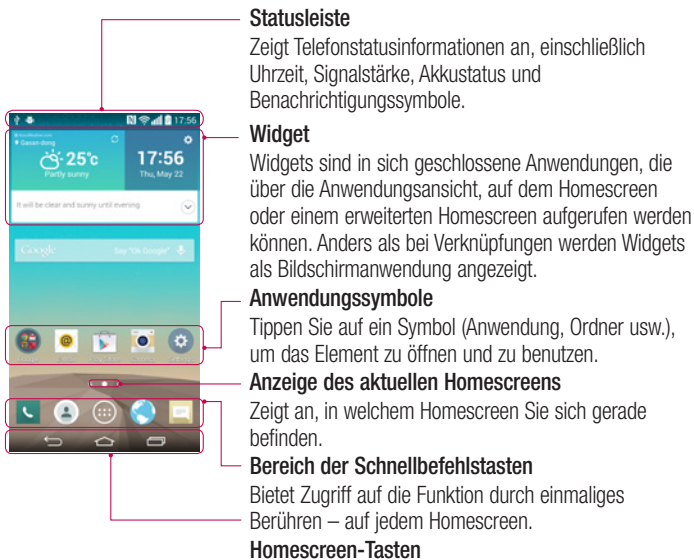 Statusleiste
Zeigt Telefonstatusinformationen an, einschließlich
Uhrzeit, Signalstärke, Akkustatus und
Benachrichtigungssymbole.
17:56
Gasan-dong
25°c
Partly sunny
17:56
Thu, May 22
It will be clear and sunny until evening
Google
Say "Ok Google"
Widget
Widgets sind in sich geschlossene Anwendungen, die
über die Anwendungsansicht, auf dem Homescreen
oder einem erweiterten Homescreen aufgerufen werden
können. Anders als bei Verknüpfungen werden Widgets
als Bildschirmanwendung angezeigt.
Anwendungssymbole
Tippen Sie auf ein Symbol (Anwendung, Ordner usw.),
um das Element zu öffnen und zu benutzen.
Anzeige des aktuellen Homescreens
Zeigt an, in welchem Homescreen Sie sich gerade
befinden.
Bereich der Schnellbefehlstasten
Bietet Zugriff auf die Funktion durch einmaliges
Berühren – auf jedem Homescreen.
Homescreen-Tasten